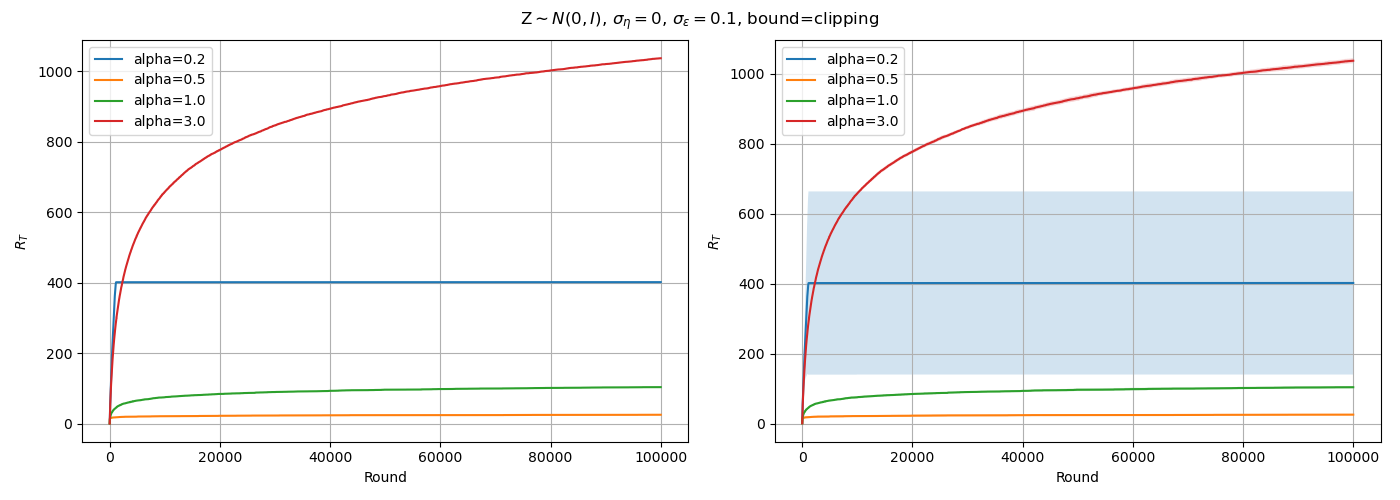 Z ∼ N(0, I), σ_η = 0, σ_ε = 0.1, bound=clipping
alpha=0.2
alpha=0.5
alpha=1.0
alpha=3.0
1000
800
600
400
200
0
R_T
0 20000 40000 60000 80000 100000
Round
alpha=0.2
alpha=0.5
alpha=1.0
alpha=3.0
1000
800
600
400
200
0
R_T
0 20000 40000 60000 80000 100000
Round